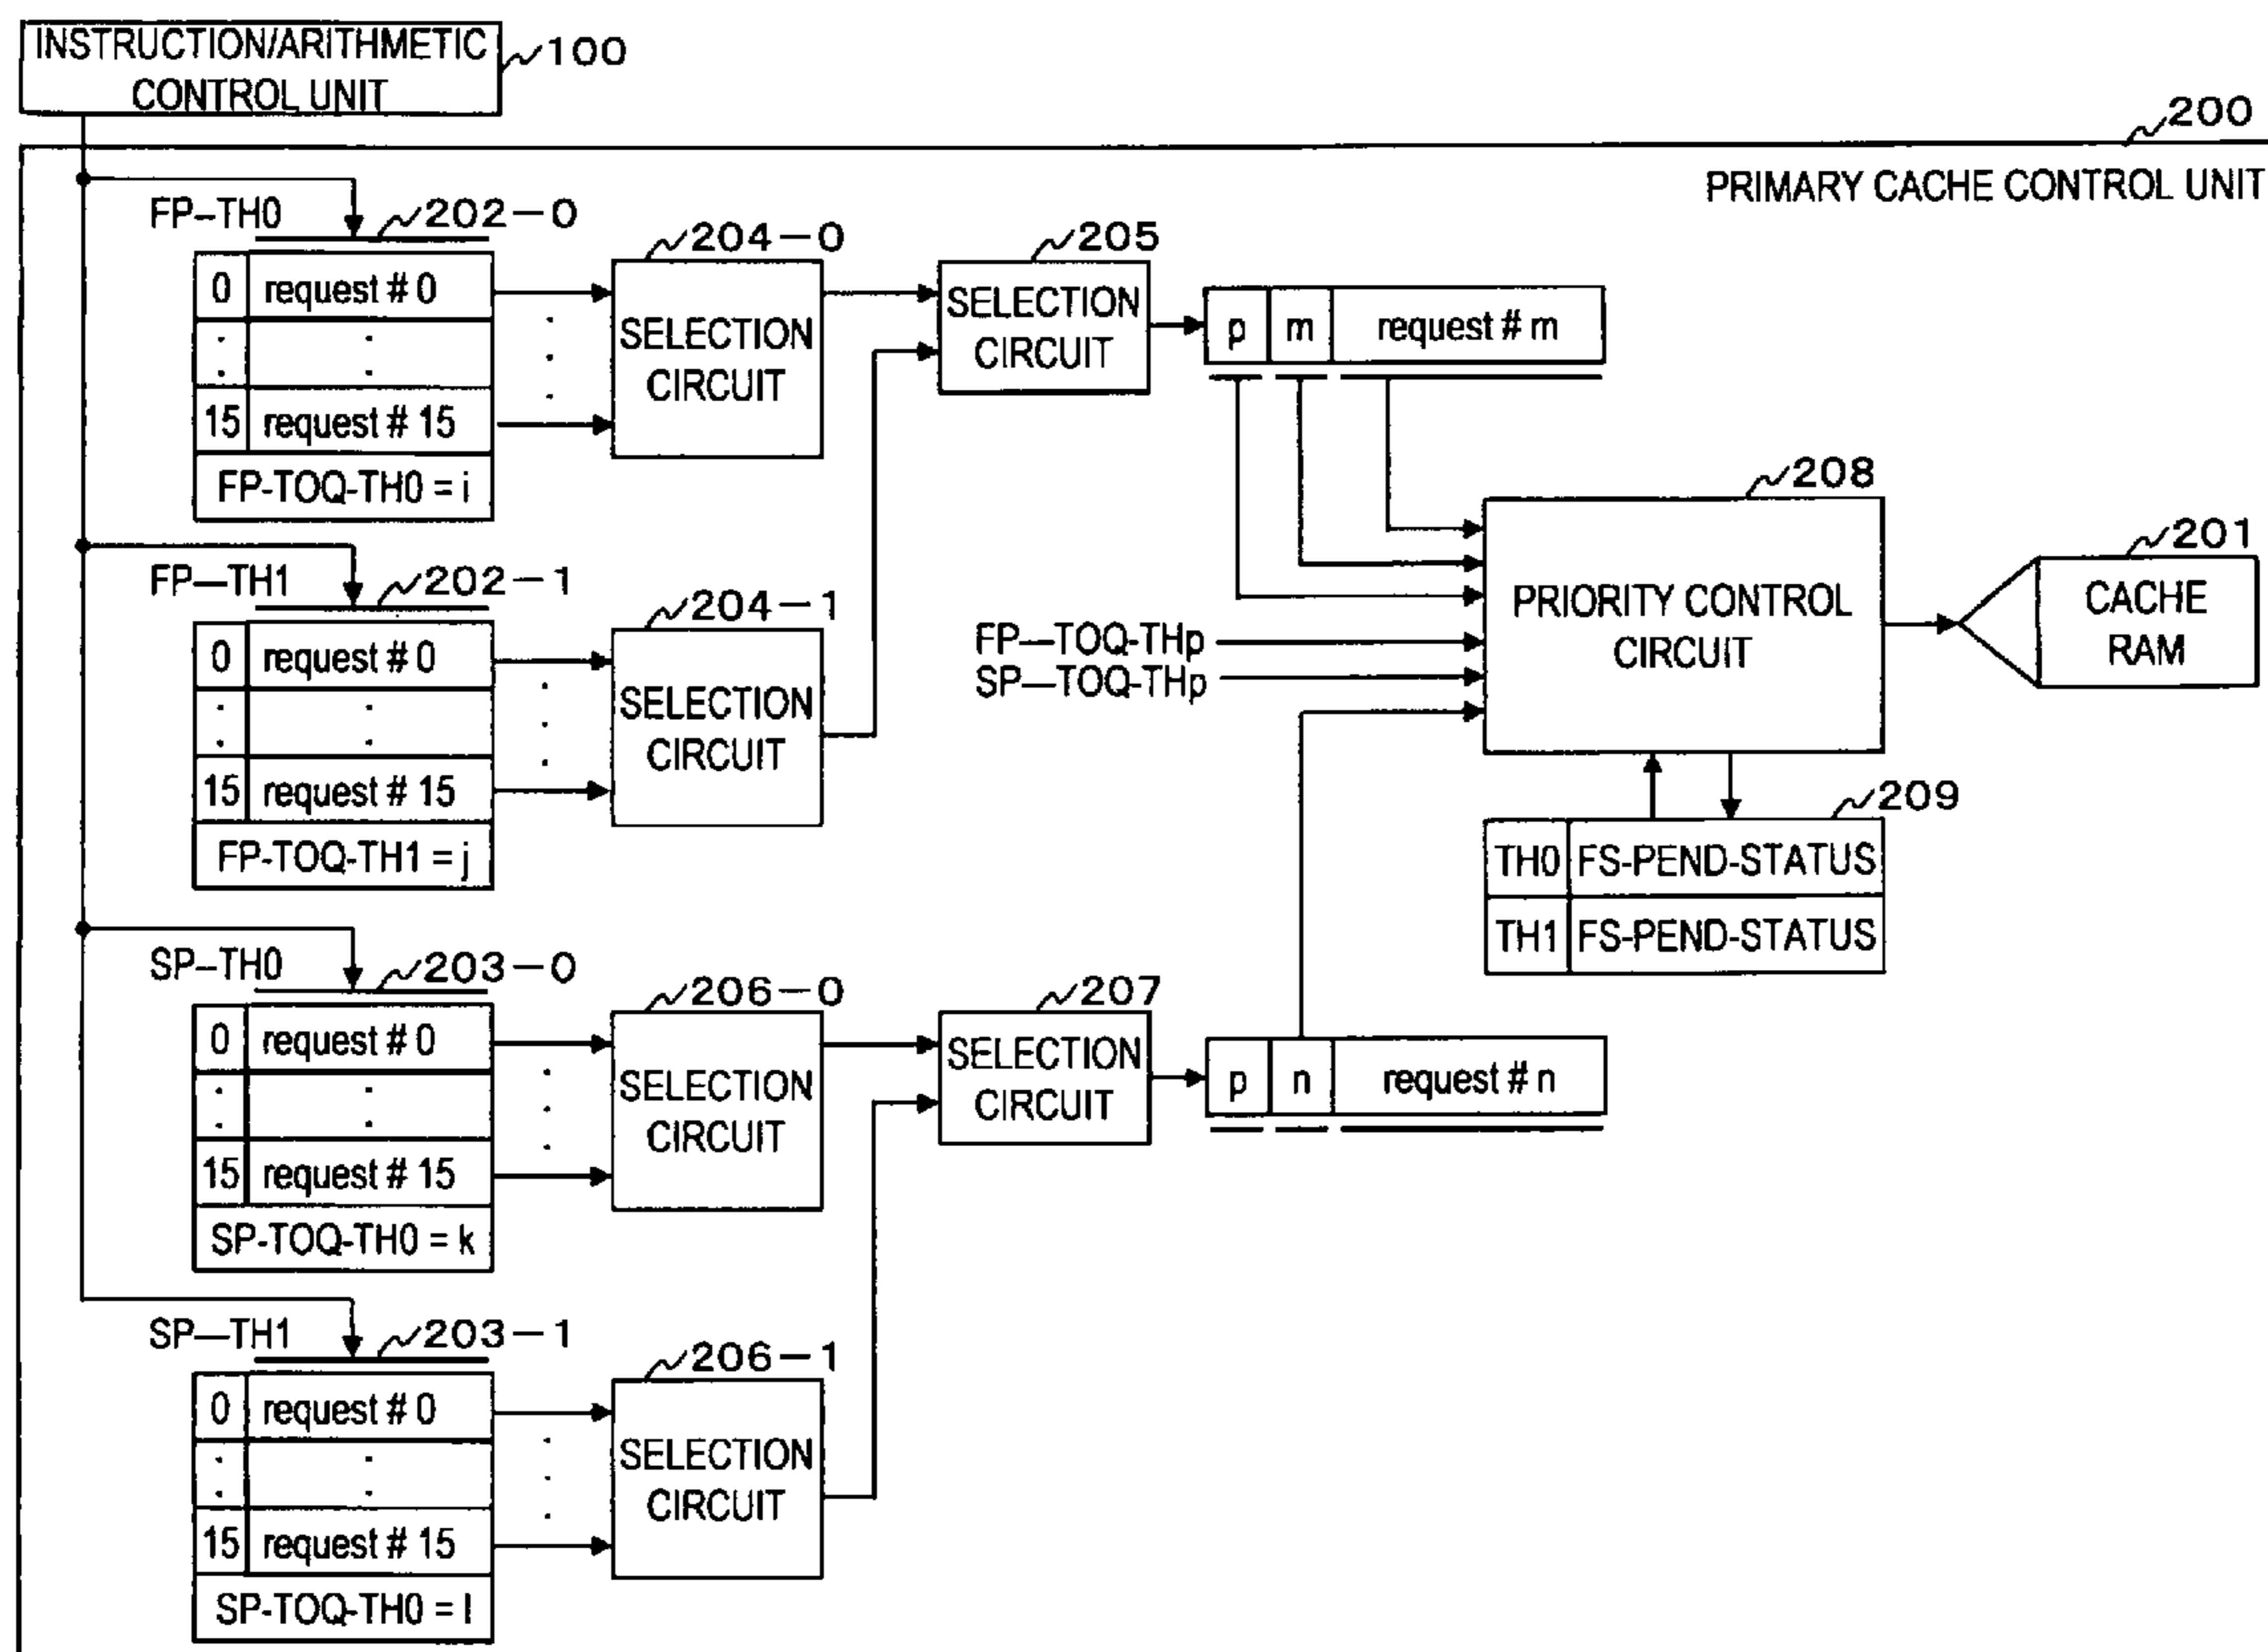 INSTRUCTION/ARITHMETIC
CONTROL UNIT
100
200
PRIMARY CACHE CONTROL UNIT
FP-TH0
202-0
0 request # 0
: :
15 request # 15
FP-TOQ-TH0 = i
204-0
SELECTION
CIRCUIT
205
SELECTION
CIRCUIT
p m request # m
FP—TH1
202-1
0 request # 0
: :
15 request # 15
FP-TOQ-TH1 = j
204-1
SELECTION
CIRCUIT
FP—TOQ-THp
SP—TOQ-THp
208
PRIORITY CONTROL
CIRCUIT
201
CACHE
RAM
209
TH0 FS-PEND-STATUS
TH1 FS-PEND-STATUS
SP-TH0
203-0
0 request # 0
: :
15 request # 15
SP-TOQ-TH0 = k
206-0
SELECTION
CIRCUIT
207
SELECTION
CIRCUIT
p n request # n
SP—TH1
203-1
0 request # 0
: :
15 request # 15
SP-TOQ-TH0 = l
206-1
SELECTION
CIRCUIT